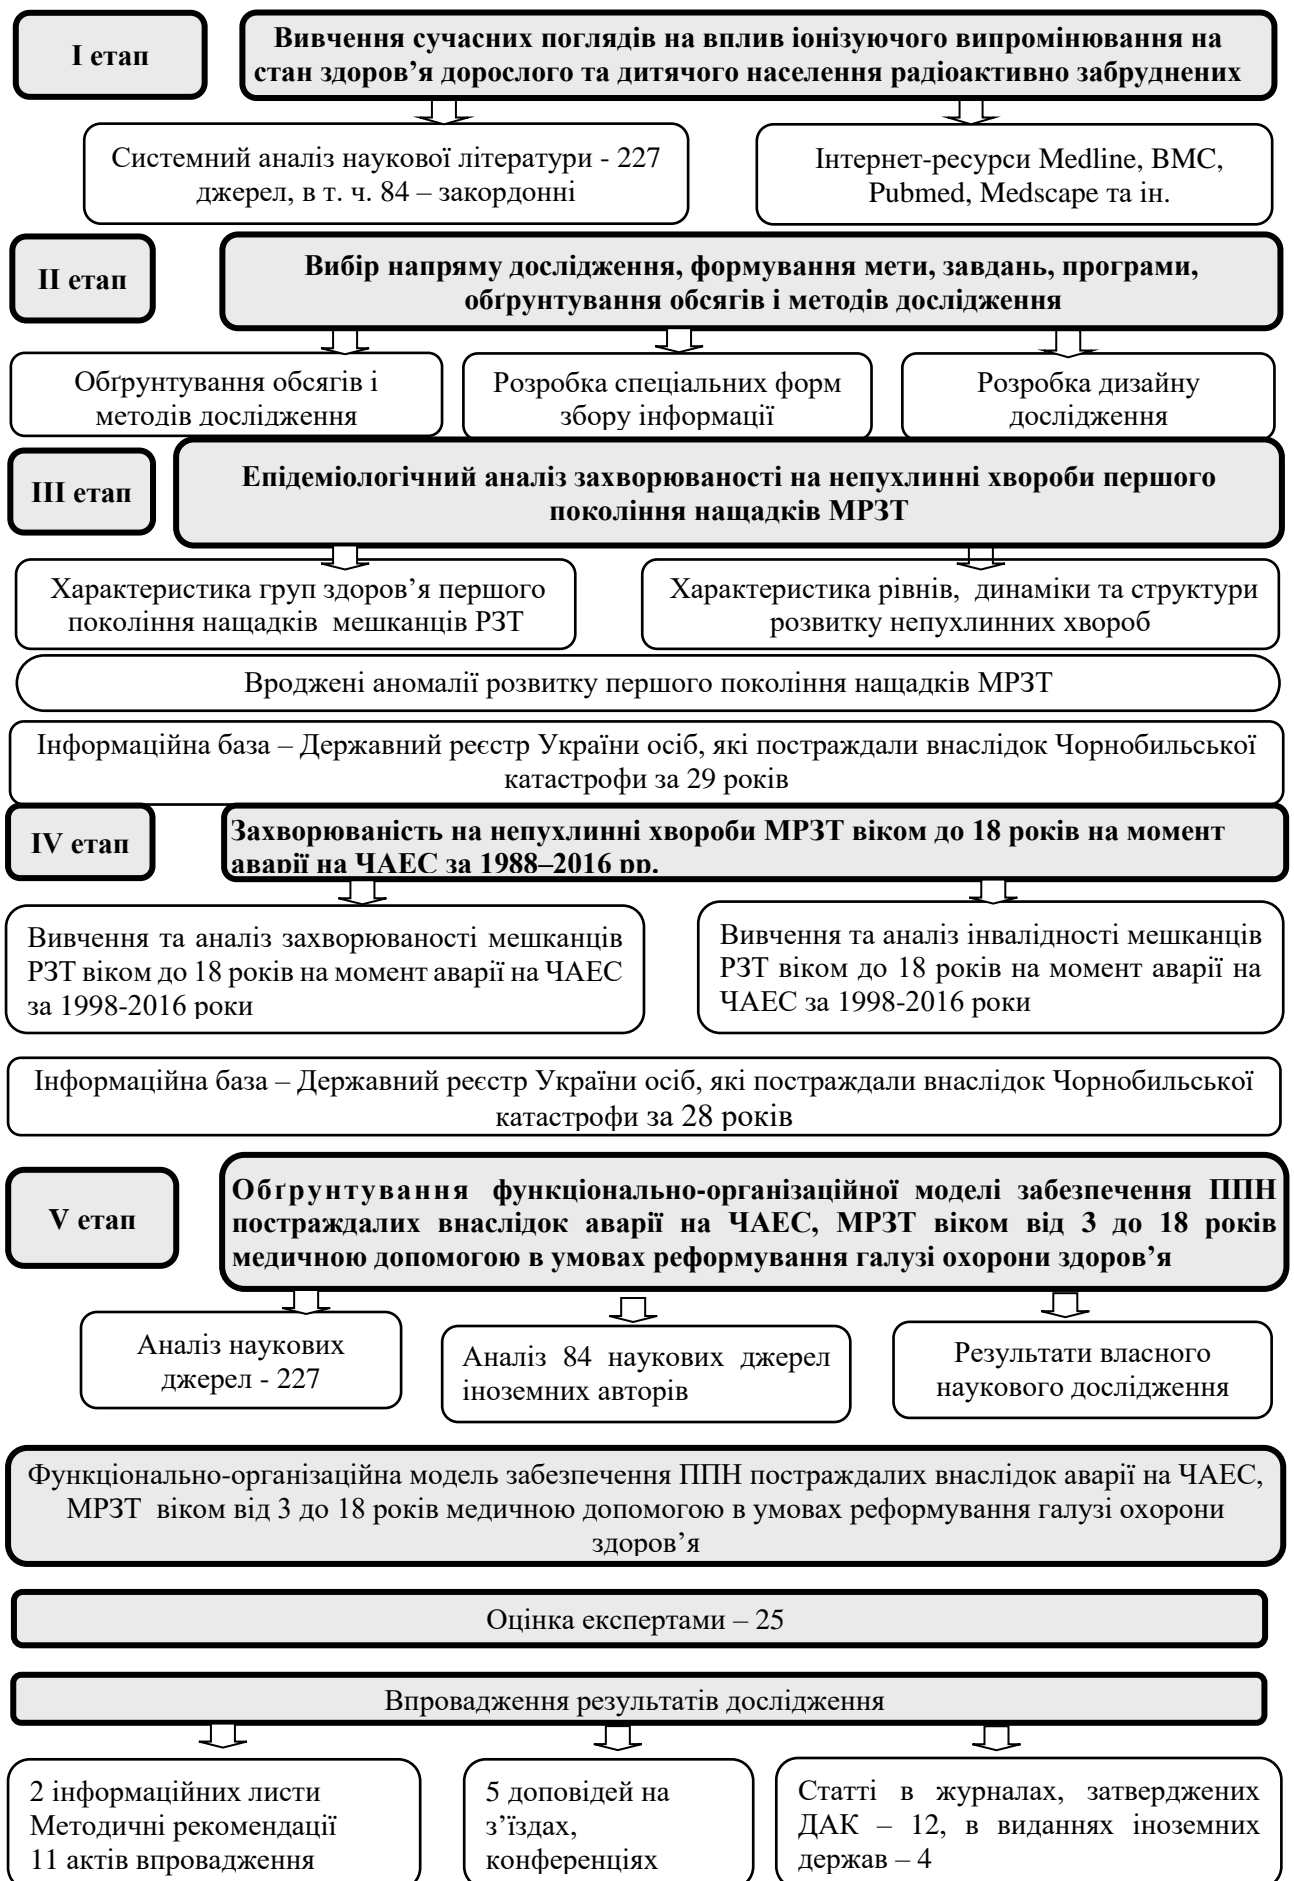 І етап
Вивчення сучасних поглядів на вплив іонізуючого випромінювання на
стан здоров’я дорослого та дитячого населення радіоактивно забруднених
Системний аналіз наукової літератури - 227
джерел, в т. ч. 84 – закордонні
Інтернет-ресурси Medline, BMC,
Pubmed, Medscape та ін.
ІІ етап
Вибір напряму дослідження, формування мети, завдань, програми,
обґрунтування обсягів і методів дослідження
Обґрунтування обсягів і
методів дослідження
Розробка спеціальних форм
збору інформації
Розробка дизайну
дослідження
ІІІ етап
Епідеміологічний аналіз захворюваності на непухлинні хвороби першого
покоління нащадків МРЗТ
Характеристика груп здоров’я першого
покоління нащадків мешканців РЗТ
Характеристика рівнів, динаміки та структури
розвитку непухлинних хвороб
Вроджені аномалії розвитку першого покоління нащадків МРЗТ
Інформаційна база – Державний реєстр України осіб, які постраждали внаслідок Чорнобильської
катастрофи за 29 років
IV етап
Захворюваність на непухлинні хвороби МРЗТ віком до 18 років на момент
аварії на ЧАЕС за 1988–2016 рр.
Вивчення та аналіз захворюваності мешканців
РЗТ віком до 18 років на момент аварії на ЧАЕС
за 1998-2016 роки
Вивчення та аналіз інвалідності мешканців
РЗТ віком до 18 років на момент аварії на
ЧАЕС за 1998-2016 роки
Інформаційна база – Державний реєстр України осіб, які постраждали внаслідок Чорнобильської
катастрофи за 28 років
V етап
Обґрунтування функціонально-організаційної моделі забезпечення ППН
постраждалих внаслідок аварії на ЧАЕС, МРЗТ віком від 3 до 18 років
медичною допомогою в умовах реформування галузі охорони здоров’я
Аналіз наукових
джерел - 227
Аналіз 84 наукових джерел
іноземних авторів
Результати власного
наукового дослідження
Функціонально-організаційна модель забезпечення ППН постраждалих внаслідок аварії на ЧАЕС,
МРЗТ віком від 3 до 18 років медичною допомогою в умовах реформування галузі охорони
здоров’я
Оцінка експертами – 25
Впровадження результатів дослідження
2 інформаційних листи
Методичні рекомендації
11 актів впровадження
5 доповідей на
з’їздах,
конференціях
Статті в журналах, затверджених
ДАК – 12, в виданнях іноземних
держав – 4